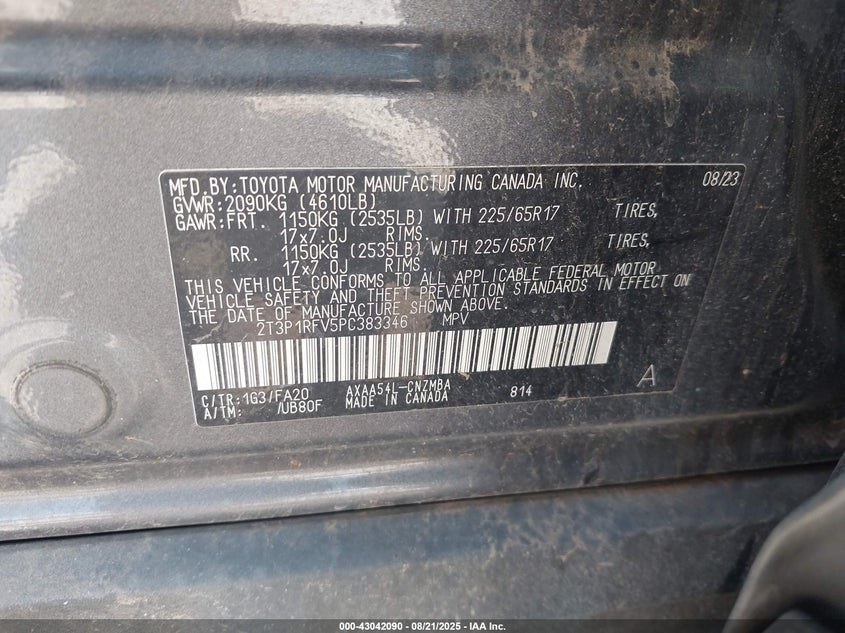 MFD.BY:TOYOTA MOTOR MANUFACTURING CANADA INC. 08/23
GVWR:2090KG (4610LB)
GAWR:FRT. 1150KG (2535LB) WITH 225/65R17 TIRES,
17x7.0J RIMS.
RR. 1150KG (2535LB) WITH 225/65R17 TIRES,
17x7.0J RIMS.
THIS VEHICLE CONFORMS TO ALL APPLICABLE FEDERAL MOTOR
VEHICLE SAFETY AND THEFT PREVENTION STANDARDS IN EFFECT ON
THE DATE OF MANUFACTURE SHOWN ABOVE.
2T3P1RFV5PC383346 MPV
C/TR:1G3/FA20 AXAA54L-CNZMBA 814 A
A/TM: /UB80F MADE IN CANADA
000-43042090 - 08/21/2025 - IAA Inc.